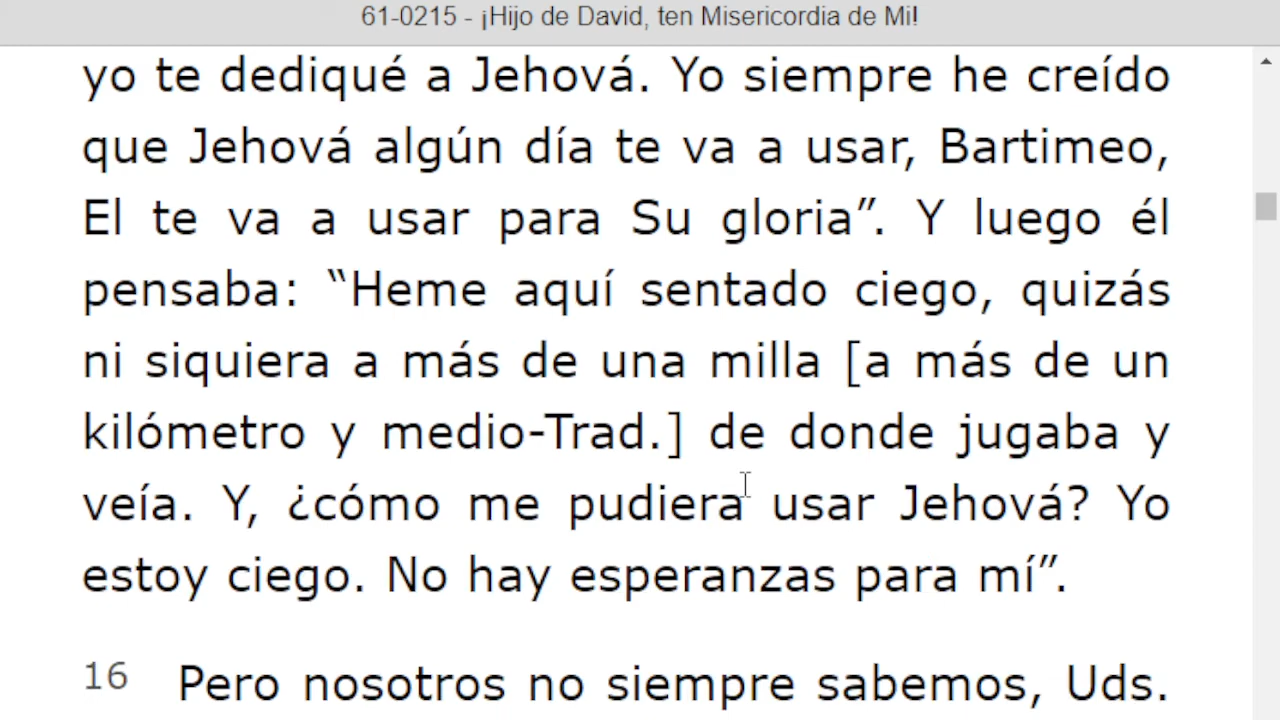 61-0215 - ¡Hijo de David, ten Misericordia de Mi!
yo te dediqué a Jehová. Yo siempre he creído
que Jehová algún día te va a usar, Bartimeo,
El te va a usar para Su gloria”. Y luego él
pensaba: “Heme aquí sentado ciego, quizás
ni siquiera a más de una milla [a más de un
kilómetro y medio-Trad.] de donde jugaba y
veía. Y, ¿cómo me pudiera usar Jehová? Yo
estoy ciego. No hay esperanzas para mí”.
16 Pero nosotros no siempre sabemos, Uds.